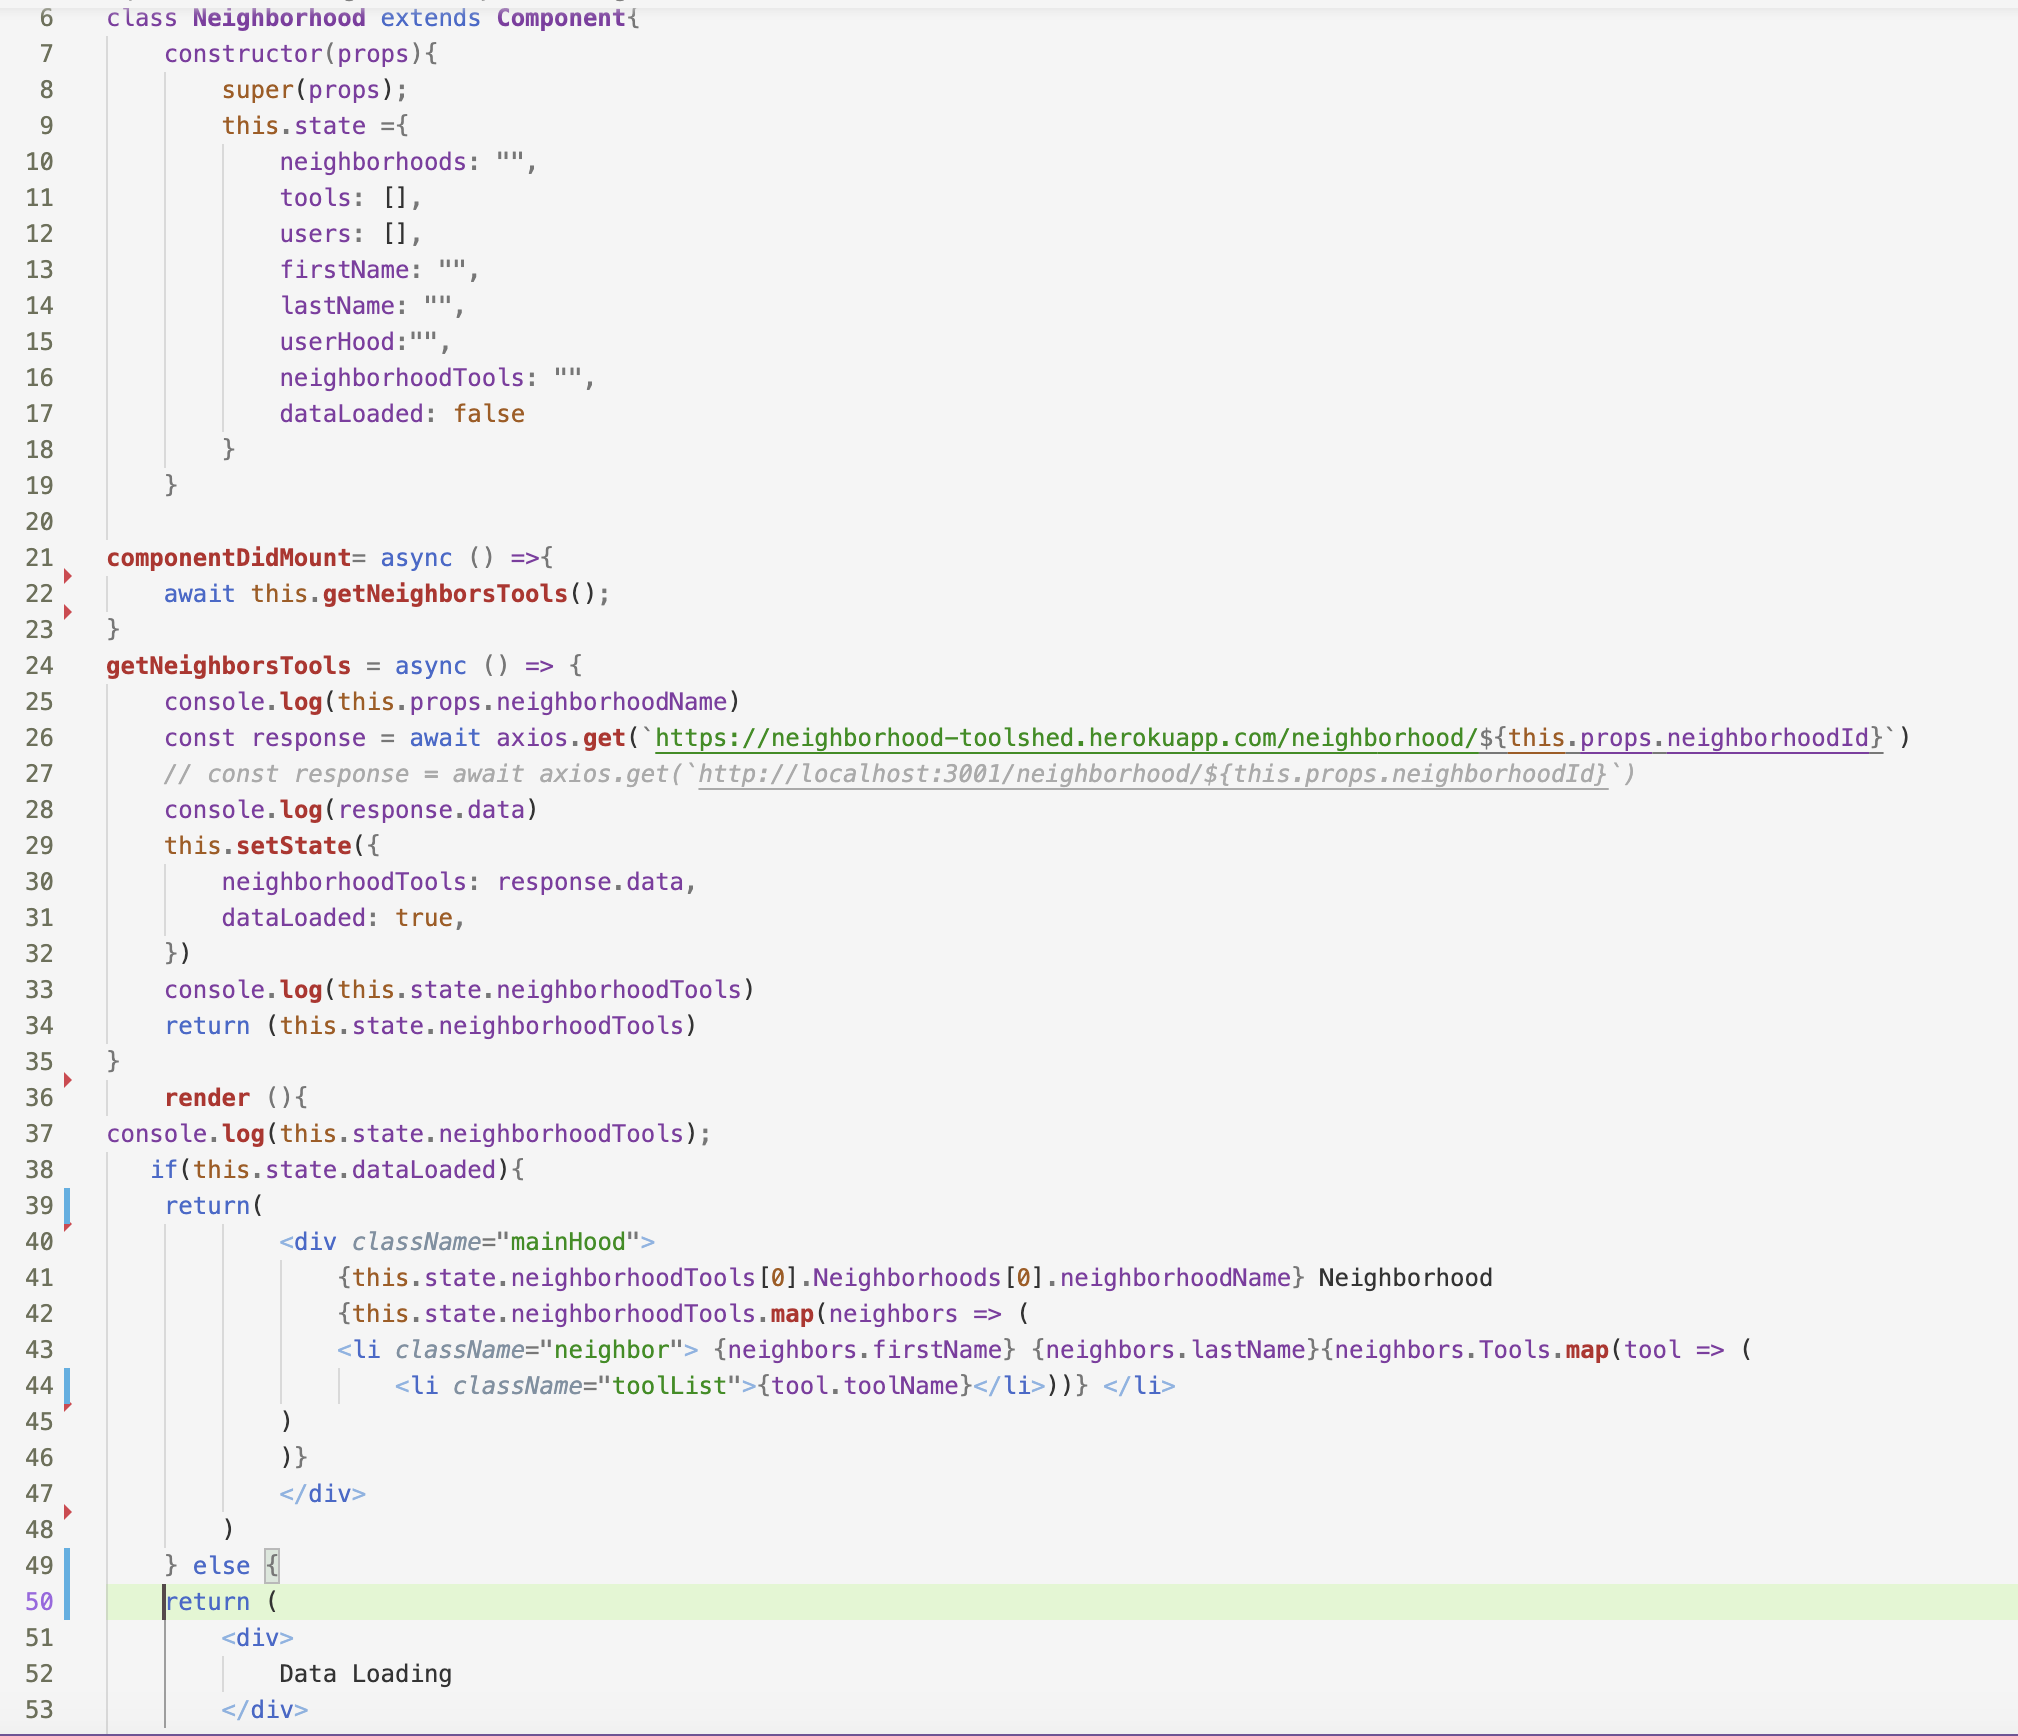 6 class Neighborhood extends Component{
7 constructor(props){
8 super(props);
9 this.state ={
10 neighborhoods: "",
11 tools: [],
12 users: [],
13 firstName: "",
14 lastName: "",
15 userHood:"",
16 neighborhoodTools: "",
17 dataLoaded: false
18 }
19 }
20
21 componentDidMount= async () =>{
22 await this.getNeighborsTools();
23 }
24 getNeighborsTools = async () => {
25 console.log(this.props.neighborhoodName)
26 const response = await axios.get(`https://neighborhood-toolshed.herokuapp.com/neighborhood/${this.props.neighborhoodId}`)
27 // const response = await axios.get(`http://localhost:3001/neighborhood/${this.props.neighborhoodId}`)
28 console.log(response.data)
29 this.setState({
30 neighborhoodTools: response.data,
31 dataLoaded: true,
32 })
33 console.log(this.state.neighborhoodTools)
34 return (this.state.neighborhoodTools)
35 }
36 render (){
37 console.log(this.state.neighborhoodTools);
38 if(this.state.dataLoaded){
39 return(
40 <div className="mainHood">
41 {this.state.neighborhoodTools[0].Neighborhoods[0].neighborhoodName} Neighborhood
42 {this.state.neighborhoodTools.map(neighbors => (
43 <li className="neighbor"> {neighbors.firstName} {neighbors.lastName}{neighbors.Tools.map(tool => (
44 <li className="toolList">{tool.toolName}</li>))} </li>
45 )
46 )}
47 </div>
48 )
49 } else {
50 return (
51 <div>
52 Data Loading
53 </div>